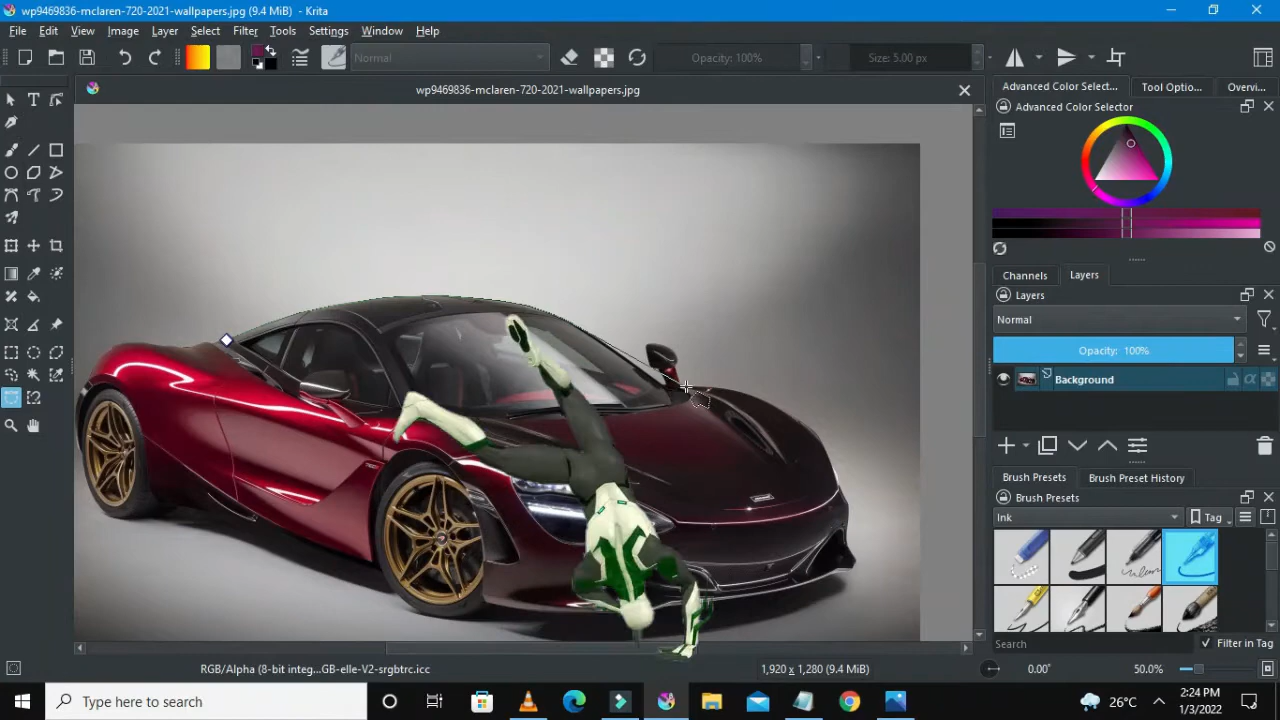 wp9469836-mclaren-720-2021-wallpapers.jpg (9.4 MiB) - Krita
File Edit View Image Layer Select Filter Tools Settings Window Help
Normal
Opacity: 100%
Size: 5.00 px
wp9469836-mclaren-720-2021-wallpapers.jpg
Advanced Color Select... Tool Optio... Overvi...
Advanced Color Selector
Channels Layers
Layers
Normal
Opacity: 100%
Background
Brush Presets Brush Preset History
Brush Presets
Ink Tag
Search Filter in Tag
RGB/Alpha (8-bit integ...GB-elle-V2-srgbtrc.icc 1,920 x 1,280 (9.4 MiB) 0.00° 50.0%
Type here to search 26°C 2:24 PM
1/3/2022